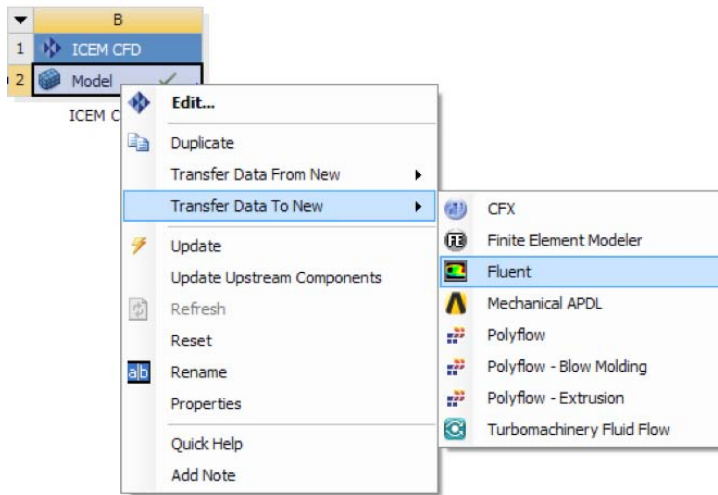 B
1 ICEM CFD
2 Model
ICEM C
Edit...
Duplicate
Transfer Data From New
Transfer Data To New
Update
Update Upstream Components
Refresh
Reset
a|b Rename
Properties
Quick Help
Add Note
CFX
FE Finite Element Modeler
Fluent
Mechanical APDL
Polyflow
Polyflow - Blow Molding
Polyflow - Extrusion
Turbomachinery Fluid Flow